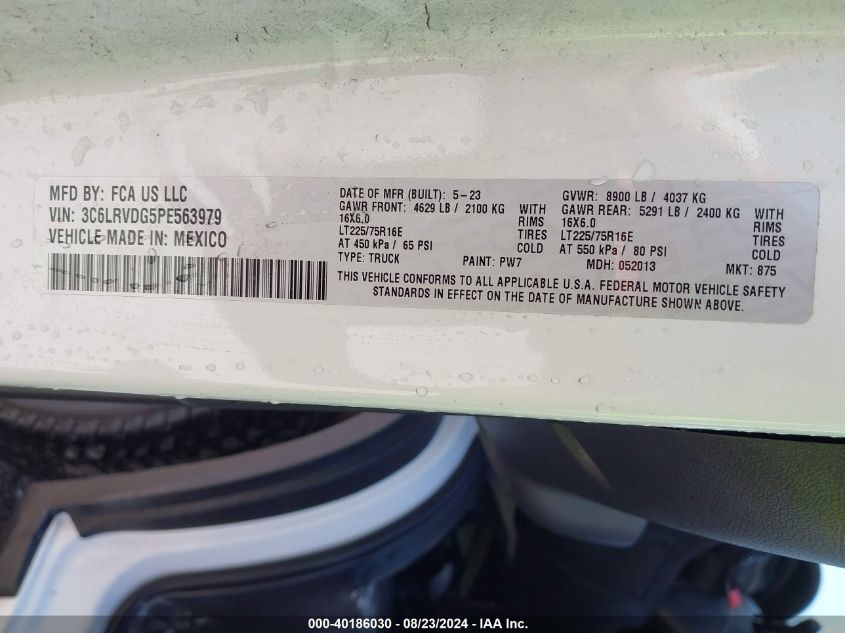 MFD BY: FCA US LLC
VIN: 3C6LRVDG5PE563979
VEHICLE MADE IN: MEXICO
DATE OF MFR (BUILT): 5-23 GVWR: 8900 LB / 4037 KG
GAWR FRONT: 4629 LB / 2100 KG GAWR REAR: 5291 LB / 2400 KG
16X6.0 RIMS 16X6.0 RIMS
LT225/75R16E TIRES LT225/75R16E TIRES
AT 450 kPa / 65 PSI COLD AT 550 kPa / 80 PSI COLD
TYPE: TRUCK PAINT: PW7 MDH: 052013 MKT: 875
THIS VEHICLE CONFORMS TO ALL APPLICABLE U.S.A. FEDERAL MOTOR VEHICLE SAFETY
STANDARDS IN EFFECT ON THE DATE OF MANUFACTURE SHOWN ABOVE.
000-40186030 - 08/23/2024 - IAAI.COM